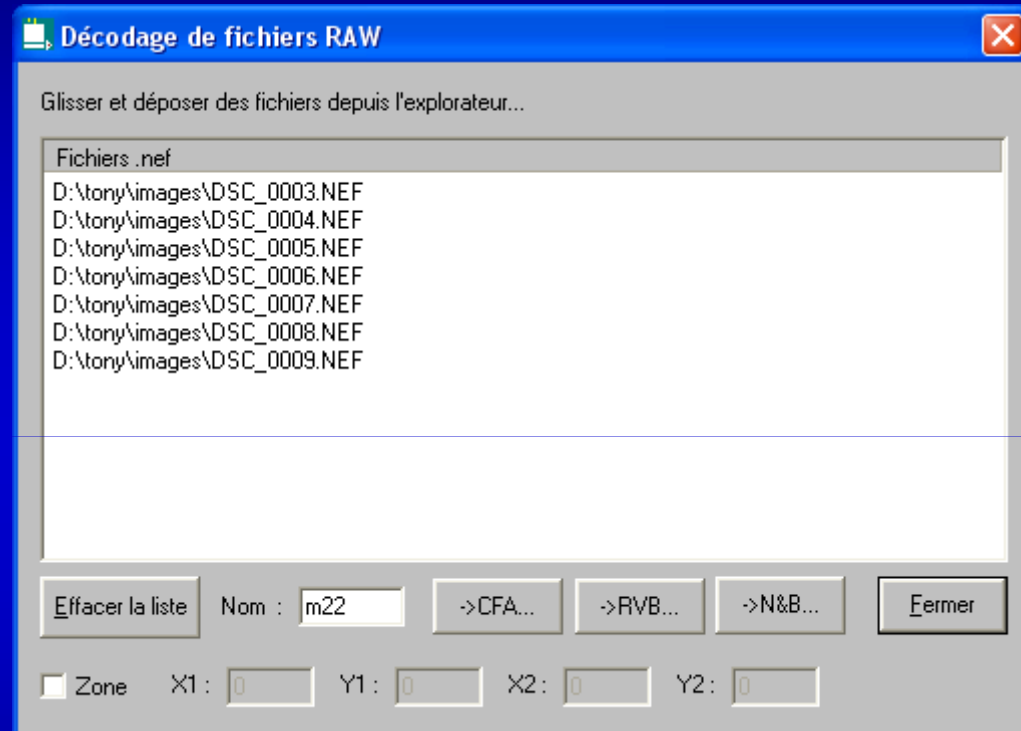 Décodage de fichiers RAW
Glisser et déposer des fichiers depuis l'explorateur...
Fichiers .nef
D:\tony\images\DSC_0003.NEF
D:\tony\images\DSC_0004.NEF
D:\tony\images\DSC_0005.NEF
D:\tony\images\DSC_0006.NEF
D:\tony\images\DSC_0007.NEF
D:\tony\images\DSC_0008.NEF
D:\tony\images\DSC_0009.NEF
Effacer la liste Nom : m22 ->CFA... ->RVB... ->N&B... Fermer
Zone X1 : 0 Y1 : 0 X2 : 0 Y2 : 0